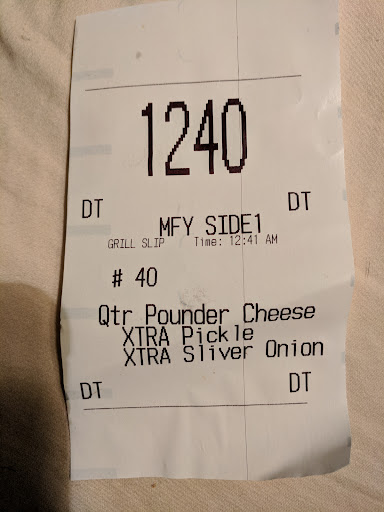 1240
DT DT
MFY SIDE1
GRILL SLIP Time: 12:41 AM
# 40
Qtr Pounder Cheese
XTRA Pickle
XTRA Sliver Onion
DT DT